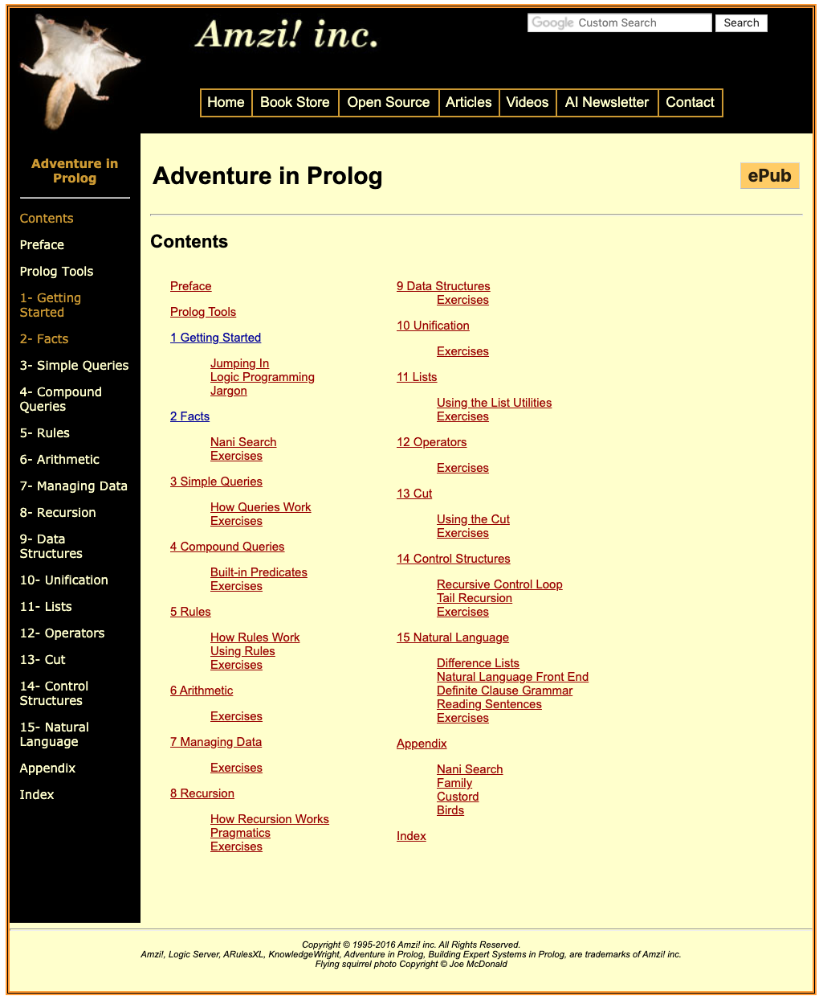 Amzi! inc.
Google Custom Search
Search
Home Book Store Open Source Articles Videos AI Newsletter Contact
Adventure in
Prolog
Contents
Preface
Prolog Tools
1- Getting
Started
2- Facts
3- Simple Queries
4- Compound
Queries
5- Rules
6- Arithmetic
7- Managing Data
8- Recursion
9- Data
Structures
10- Unification
11- Lists
12- Operators
13- Cut
14- Control
Structures
15- Natural
Language
Appendix
Index
Adventure in Prolog
ePub
Contents
Preface
Prolog Tools
1 Getting Started
Jumping In
Logic Programming
Jargon
2 Facts
Nani Search
Exercises
3 Simple Queries
How Queries Work
Exercises
4 Compound Queries
Built-in Predicates
Exercises
5 Rules
How Rules Work
Using Rules
Exercises
6 Arithmetic
Exercises
7 Managing Data
Exercises
8 Recursion
How Recursion Works
Pragmatics
Exercises
9 Data Structures
Exercises
10 Unification
Exercises
11 Lists
Using the List Utilities
Exercises
12 Operators
Exercises
13 Cut
Using the Cut
Exercises
14 Control Structures
Recursive Control Loop
Tail Recursion
Exercises
15 Natural Language
Difference Lists
Natural Language Front End
Definite Clause Grammar
Reading Sentences
Exercises
Appendix
Nani Search
Family
Custord
Birds
Index
Copyright © 1995-2016 Amzi! inc. All Rights Reserved.
Amzi!, Logic Server, ARulesXL, KnowledgeWright, Adventure in Prolog, Building Expert Systems in Prolog, are trademarks of Amzi! inc.
Flying squirrel photo Copyright © Joe McDonald